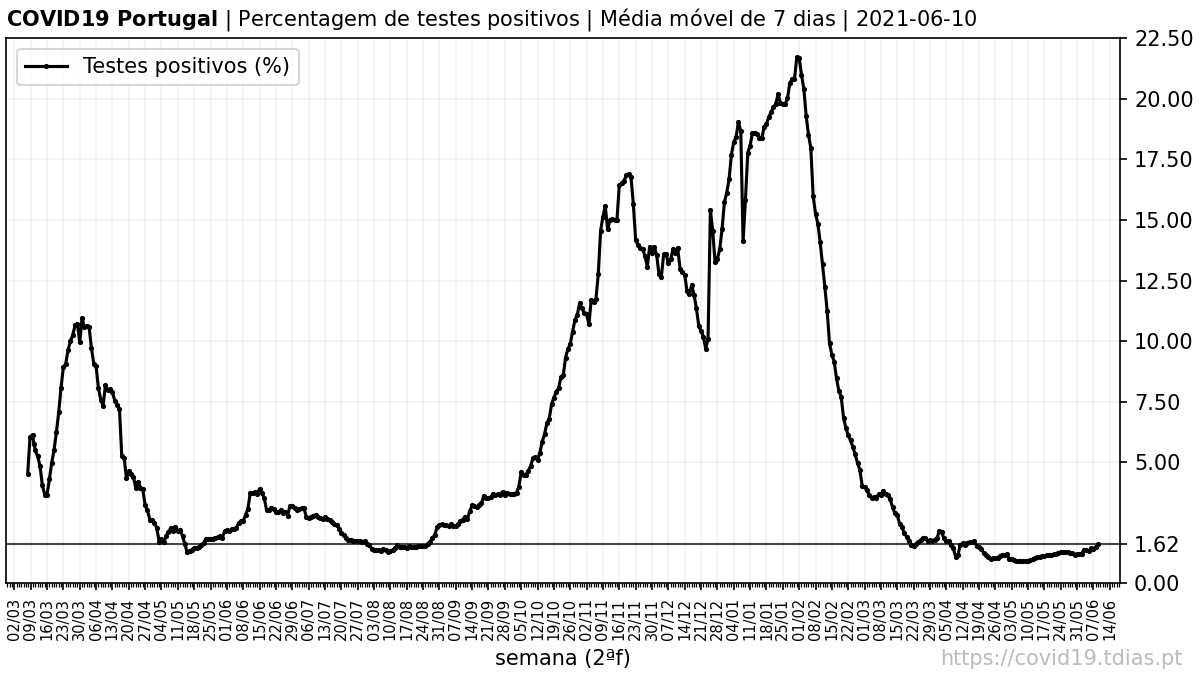 COVID19 Portugal | Percentagem de testes positivos | Média móvel de 7 dias | 2021-06-10
Testes positivos (%)
22.50
20.00
17.50
15.00
12.50
10.00
7.50
5.00
1.62
0.00
02/03 09/03 16/03 23/03 30/03 06/04 13/04 20/04 27/04 04/05 11/05 18/05 25/05 01/06 08/06 15/06 22/06 29/06 06/07 13/07 20/07 27/07 03/08 10/08 17/08 24/08 31/08 07/09 14/09 21/09 28/09 05/10 12/10 19/10 26/10 02/11 09/11 16/11 23/11 30/11 07/12 14/12 21/12 28/12 04/01 11/01 18/01 25/01 01/02 08/02 15/02 22/02 01/03 08/03 15/03 22/03 29/03 05/04 12/04 19/04 26/04 03/05 10/05 17/05 24/05 31/05 07/06 14/06
semana (2ªf)
https://covid19.tdias.pt